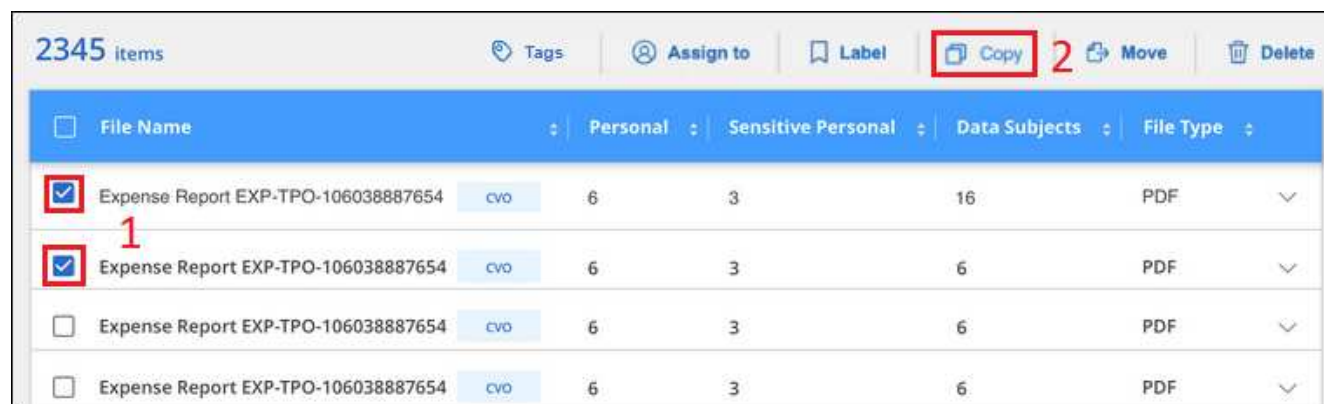 2345 items Tags Assign to Label Copy 2 Move Delete
File Name Personal Sensitive Personal Data Subjects File Type
Expense Report EXP-TPO-106038887654 CVO 6 3 16 PDF
1
Expense Report EXP-TPO-106038887654 CVO 6 3 6 PDF
Expense Report EXP-TPO-106038887654 CVO 6 3 6 PDF
Expense Report EXP-TPO-106038887654 CVO 6 3 6 PDF